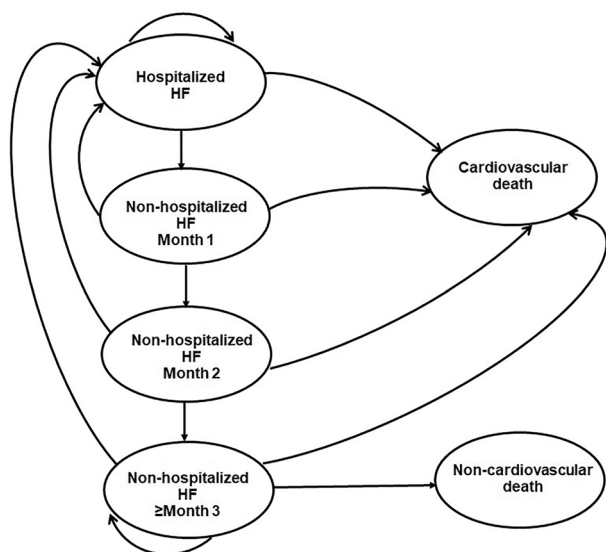 Hospitalized
HF
Cardiovascular
death
Non-hospitalized
HF
Month 1
Non-hospitalized
HF
Month 2
Non-hospitalized
HF
≥Month 3
Non-cardiovascular
death